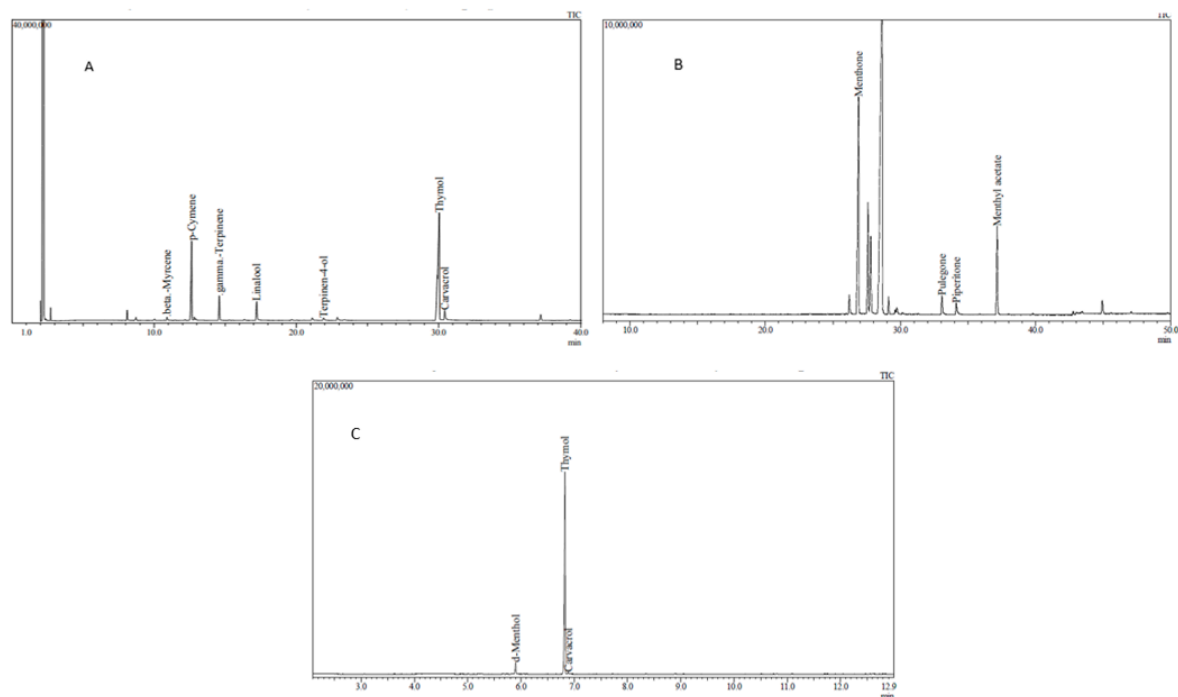 TIC
40,000,000
A
.beta.-Myrcene
p-Cymene
gamma.-Terpinene
Linalool
Terpinen-4-ol
Thymol
Carvacrol
1.0 10.0 20.0 30.0 40.0
min
TIC
10,000,000
B
Menthone
Pulegone
Piperitone
Menthyl acetate
10.0 20.0 30.0 40.0 50.0
min
TIC
20,000,000
C
d-Menthol
Thymol
Carvacrol
3.0 4.0 5.0 6.0 7.0 8.0 9.0 10.0 11.0 12.0 12.9
min